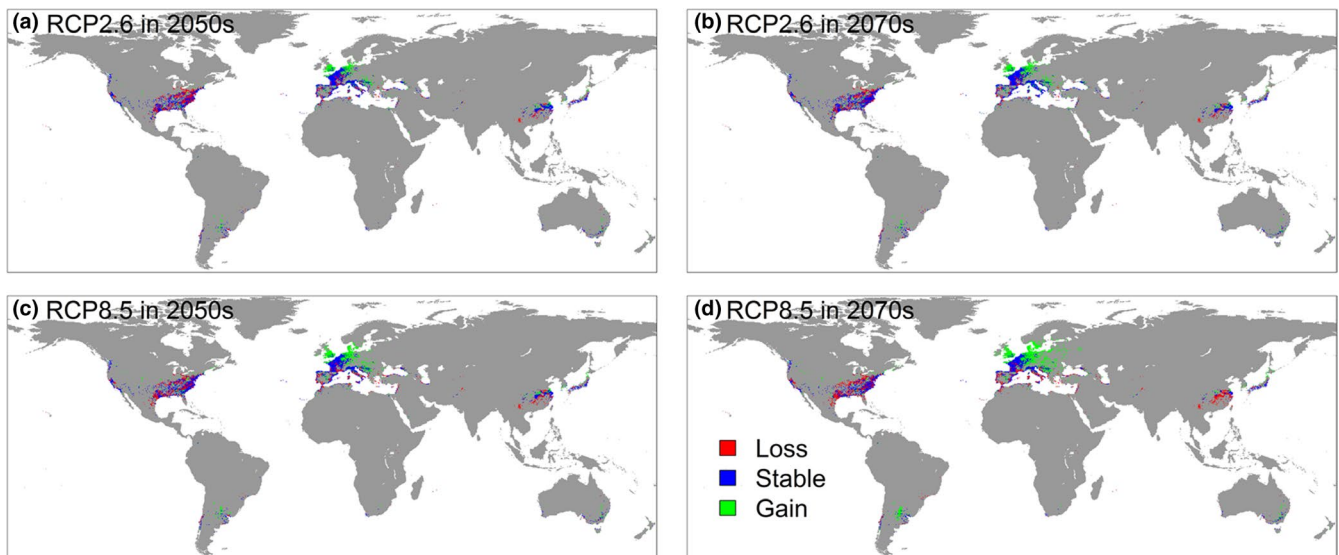 (a) RCP2.6 in 2050s
(b) RCP2.6 in 2070s
(c) RCP8.5 in 2050s
(d) RCP8.5 in 2070s
Loss
Stable
Gain